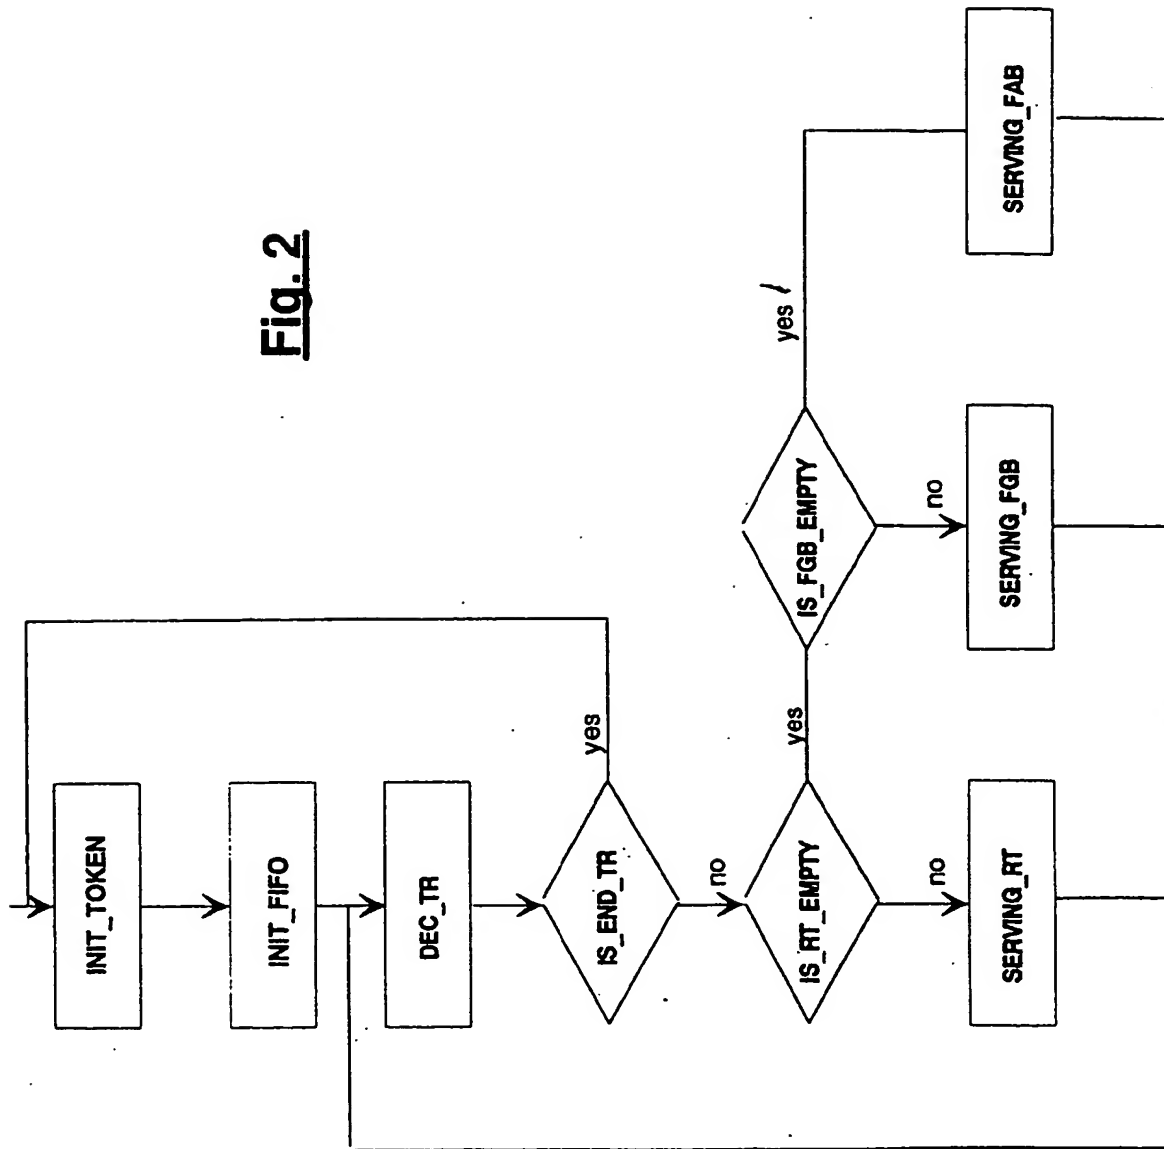 Fig. 2
INIT_TOKEN
INIT_FIFO
DEC_TR
IS_END_TR
yes
no
IS_RT_EMPTY
yes
no
IS_FGB_EMPTY
yes
no
SERVING_RT
SERVING_FGB
SERVING_FAB